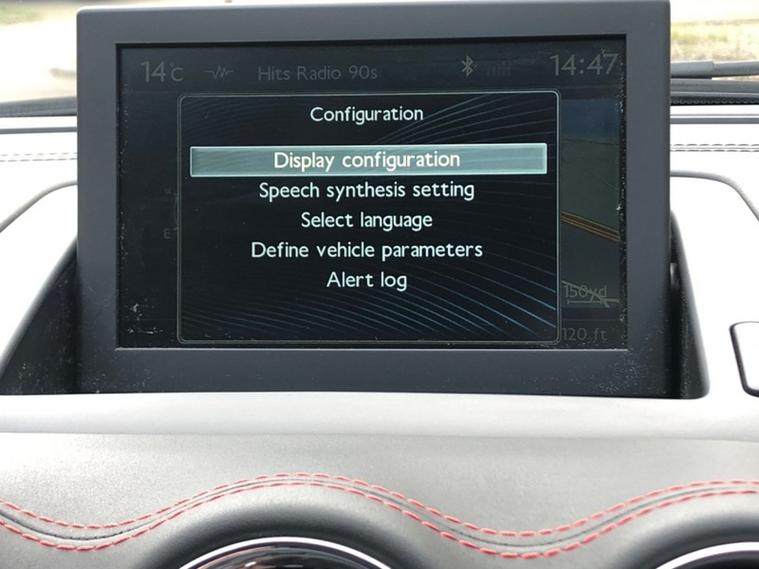 14°C Hits Radio 90s 14:47
Configuration
Display configuration
Speech synthesis setting
Select language
Define vehicle parameters
Alert log
E
150yd
120 ft